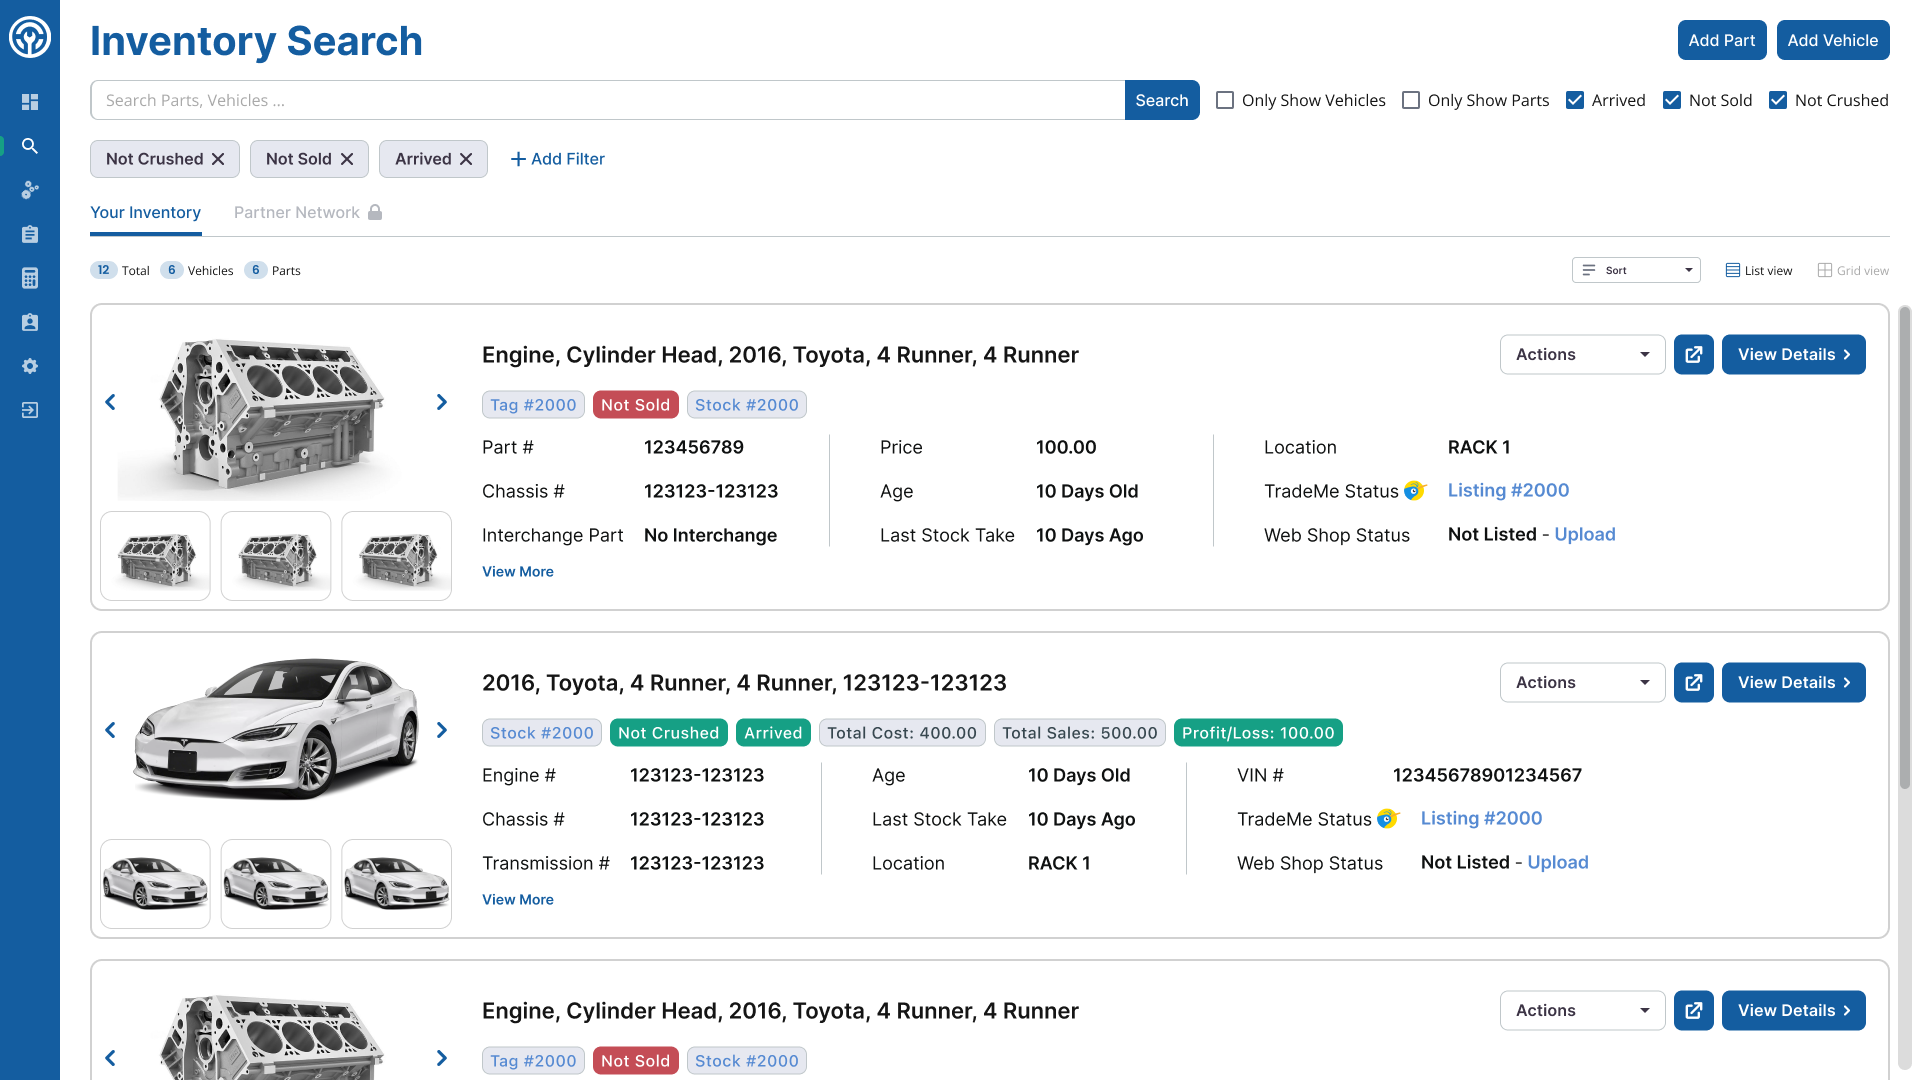 Inventory Search
Add Part
Add Vehicle
Search Parts, Vehicles ...
Search
Only Show Vehicles
Only Show Parts
Arrived
Not Sold
Not Crushed
Not Crushed
Not Sold
Arrived
Add Filter
Your Inventory
Partner Network
12 Total
6 Vehicles
6 Parts
Sort
List view
Grid view
Engine, Cylinder Head, 2016, Toyota, 4 Runner, 4 Runner
Actions
View Details
Tag #2000
Not Sold
Stock #2000
Part # 123456789
Price 100.00
Location RACK 1
Chassis # 123123-123123
Age 10 Days Old
TradeMe Status Listing #2000
Interchange Part No Interchange
Last Stock Take 10 Days Ago
Web Shop Status Not Listed - Upload
View More
2016, Toyota, 4 Runner, 4 Runner, 123123-123123
Actions
View Details
Stock #2000
Not Crushed
Arrived
Total Cost: 400.00
Total Sales: 500.00
Profit/Loss: 100.00
Engine # 123123-123123
Age 10 Days Old
VIN # 12345678901234567
Chassis # 123123-123123
Last Stock Take 10 Days Ago
TradeMe Status Listing #2000
Transmission # 123123-123123
Location RACK 1
Web Shop Status Not Listed - Upload
View More
Engine, Cylinder Head, 2016, Toyota, 4 Runner, 4 Runner
Actions
View Details
Tag #2000
Not Sold
Stock #2000